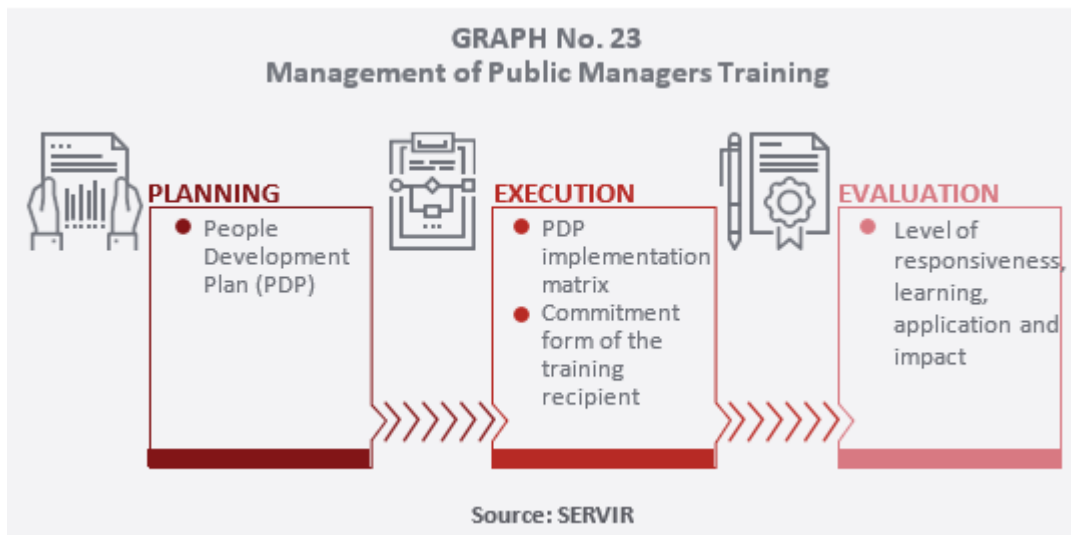 GRAPH No. 23
Management of Public Managers Training
PLANNING
● People
Development
Plan (PDP)
EXECUTION
● PDP
implementation
matrix
● Commitment
form of the
training
recipient
EVALUATION
● Level of
responsiveness,
learning,
application and
impact
Source: SERVIR